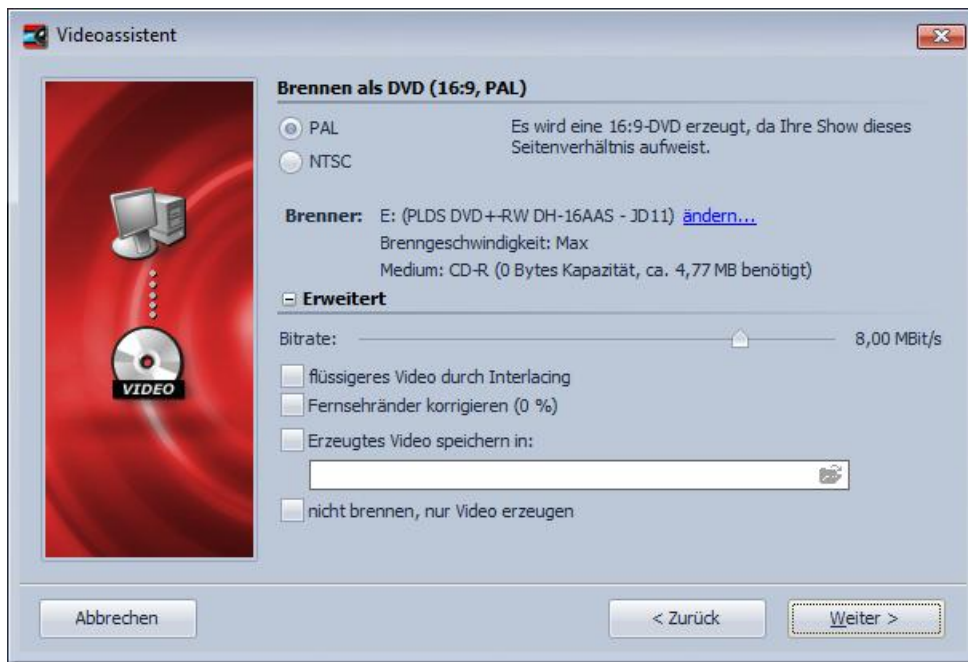 Videoassistent
Brennen als DVD (16:9, PAL)
PAL
NTSC
Es wird eine 16:9-DVD erzeugt, da Ihre Show dieses
Seitenverhältnis aufweist.
Brenner: E: (PLDS DVD+-RW DH-16AAS - JD11) ändern...
Brenngeschwindigkeit: Max
Medium: CD-R (0 Bytes Kapazität, ca. 4,77 MB benötigt)
Erweitert
Bitrate: 8,00 MBit/s
flüssigeres Video durch Interlacing
Fernsehränder korrigieren (0 %)
Erzeugtes Video speichern in:
nicht brennen, nur Video erzeugen
VIDEO
Abbrechen
< Zurück
Weiter >